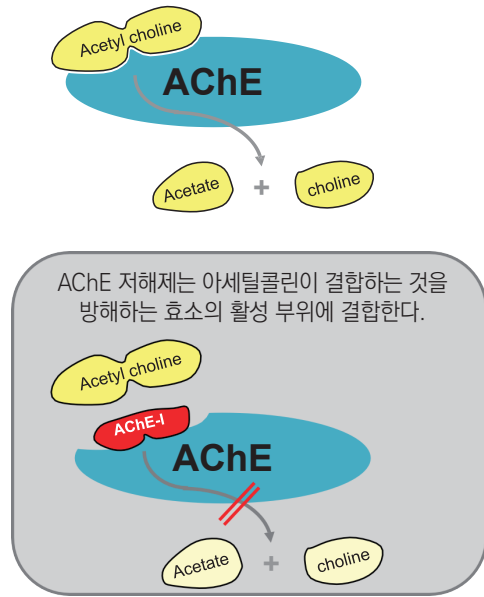 Acetyl choline
AChE
Acetate + choline
AChE 저해제는 아세틸콜린이 결합하는 것을
방해하는 효소의 활성 부위에 결합한다.
Acetyl choline
AChE-I
AChE
Acetate + choline